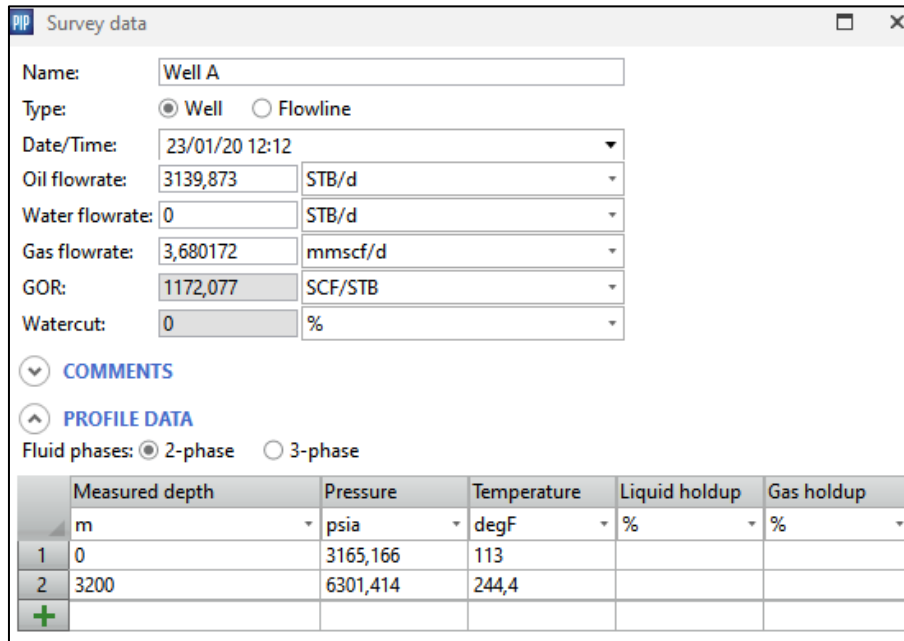 PIP Survey data
Name: Well A
Type: Well Flowline
Date/Time: 23/01/20 12:12
Oil flowrate: 3139,873 STB/d
Water flowrate: 0 STB/d
Gas flowrate: 3,680172 mmscf/d
GOR: 1172,077 SCF/STB
Watercut: 0 %
COMMENTS
PROFILE DATA
Fluid phases: 2-phase 3-phase
Measured depth Pressure Temperature Liquid holdup Gas holdup
m psia degF % %
1 0 3165,166 113
2 3200 6301,414 244,4